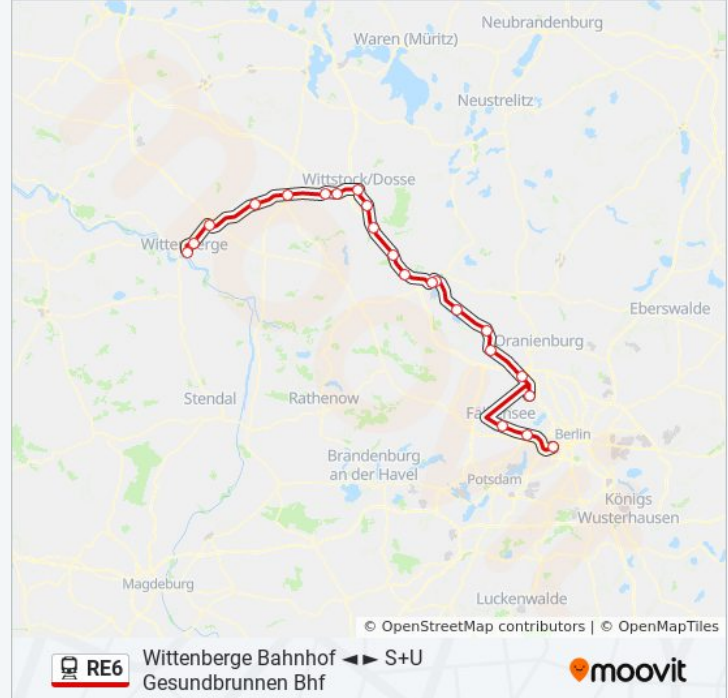 Neubrandenburg
Waren (Müritz)
Neustrelitz
Wittstock/Dosse
Wittenberge
Eberswalde
Oranienburg
Stendal
Rathenow
Falkensee
Berlin
Brandenburg
an der Havel
Potsdam
Königs
Wusterhausen
Magdeburg
Luckenwalde
© OpenStreetMap contributors | © OpenMapTiles
RE6
Wittenberge Bahnhof ◄► S+U
Gesundbrunnen Bhf
moovit